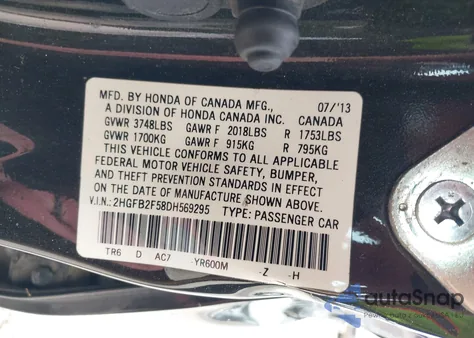 MFD. BY HONDA OF CANADA MFG., 07/'13
A DIVISION OF HONDA CANADA INC. CANADA
GVWR 3748LBS GAWR F 2018LBS R 1753LBS
GVWR 1700KG GAWR F 915KG R 795KG
THIS VEHICLE CONFORMS TO ALL APPLICABLE
FEDERAL MOTOR VEHICLE SAFETY, BUMPER,
AND THEFT PREVENTION STANDARDS IN EFFECT
ON THE DATE OF MANUFACTURE SHOWN ABOVE.
V.I.N.: 2HGFB2F58DH569295 TYPE: PASSENGER CAR
TR6 D AC7 -YR600M -Z -H
autoSnap